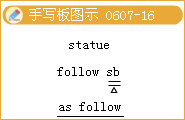 手写板图示 0607-16
statue
follow sb
as follow